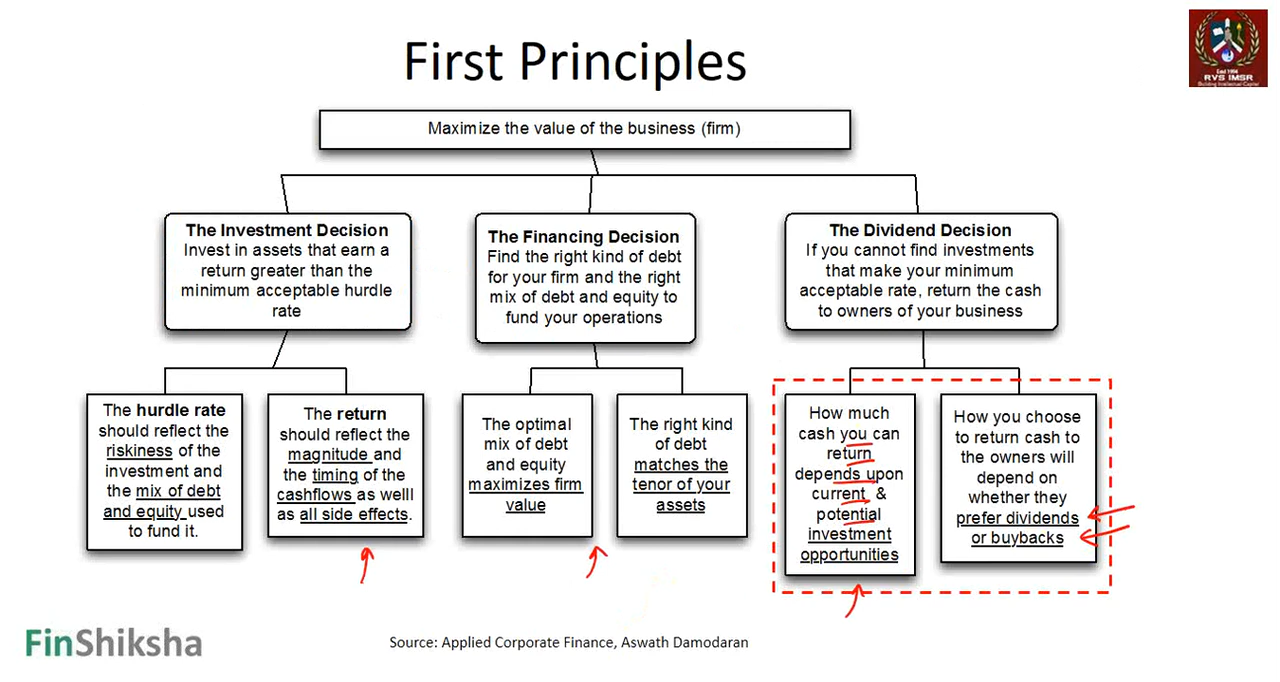 First Principles
Estd 1994
RVS IMSR
Building Intellectual Capital
Maximize the value of the business (firm)
The Investment Decision
Invest in assets that earn a
return greater than the
minimum acceptable hurdle
rate
The Financing Decision
Find the right kind of debt
for your firm and the right
mix of debt and equity to
fund your operations
The Dividend Decision
If you cannot find investments
that make your minimum
acceptable rate, return the cash
to owners of your business
The hurdle rate
should reflect the
riskiness of the
investment and
the mix of debt
and equity used
to fund it.
The return
should reflect the
magnitude and
the timing of the
cashflows as welll
as all side effects.
The optimal
mix of debt
and equity
maximizes firm
value
The right kind
of debt
matches the
tenor of your
assets
How much
cash you can
return
depends upon
current &
potential
investment
opportunities
How you choose
to return cash to
the owners will
depend on
whether they
prefer dividends
or buybacks
FinShiksha
Source: Applied Corporate Finance, Aswath Damodaran